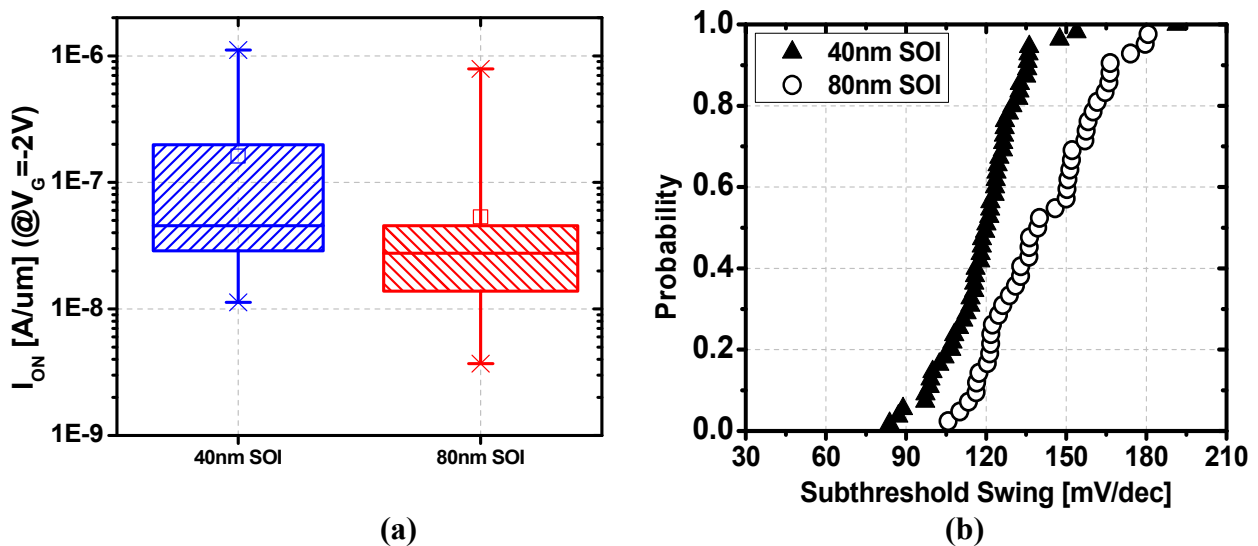 I_ON [A/um] (@V_G=-2V)
1E-6
1E-7
1E-8
1E-9
40nm SOI
80nm SOI
(a)
Probability
1.0
0.8
0.6
0.4
0.2
0.0
40nm SOI
80nm SOI
30 60 90 120 150 180 210
Subthreshold Swing [mV/dec]
(b)